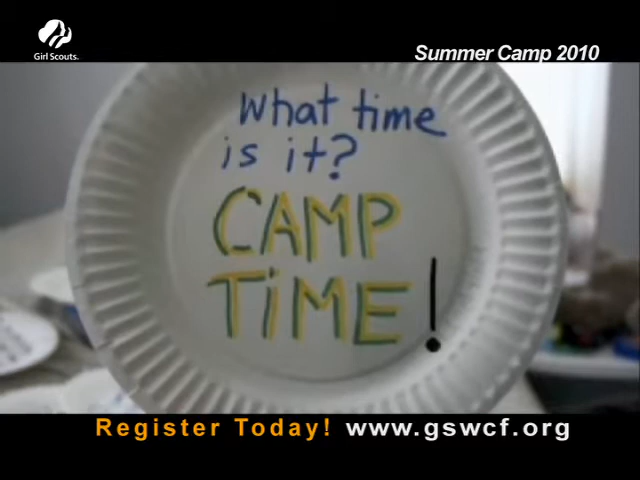 Girl Scouts.
Summer Camp 2010
What time
is it?
CAMP
TiME!
Register Today! www.gswcf.org